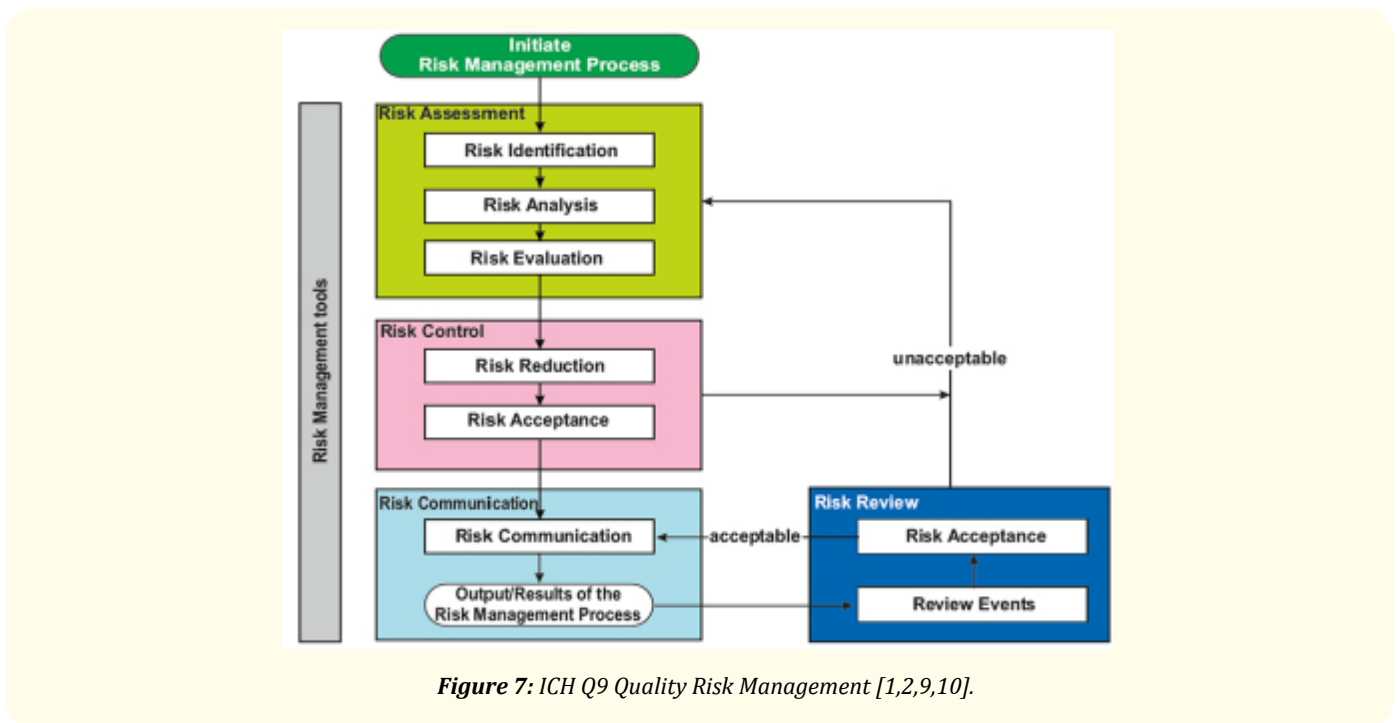 Initiate
Risk Management Process
Risk Management tools
Risk Assessment
Risk Identification
Risk Analysis
Risk Evaluation
Risk Control
Risk Reduction
Risk Acceptance
unacceptable
Risk Communication
Risk Communication
Output/Results of the
Risk Management Process
acceptable
Risk Review
Risk Acceptance
Review Events
Figure 7: ICH Q9 Quality Risk Management [1,2,9,10].